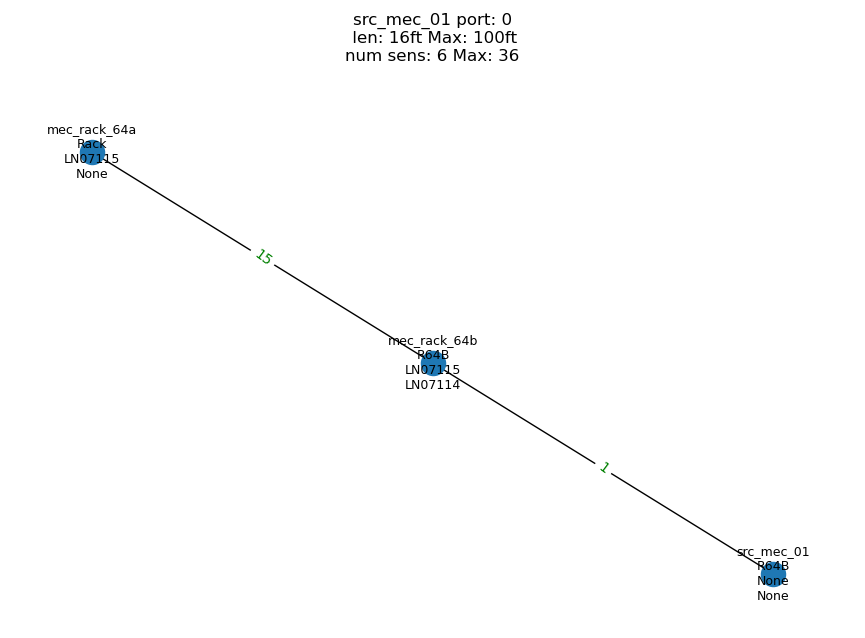 src_mec_01 port: 0
len: 16ft Max: 100ft
num sens: 6 Max: 36
mec_rack_64a
Rack
LN07115
None
15
mec_rack_64b
R64B
LN07115
LN07114
1
src_mec_01
R64B
None
None